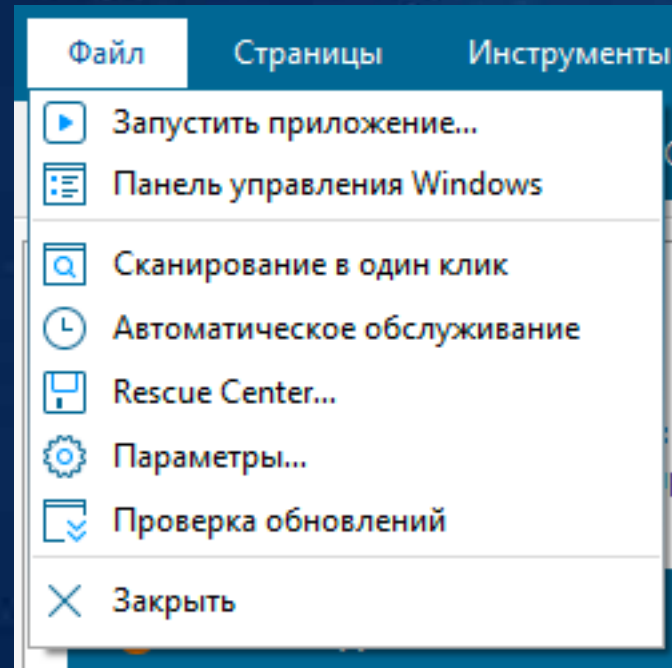 Файл Страницы Инструменты
Запустить приложение...
Панель управления Windows
Сканирование в один клик
Автоматическое обслуживание
Rescue Center...
Параметры...
Проверка обновлений
Закрыть